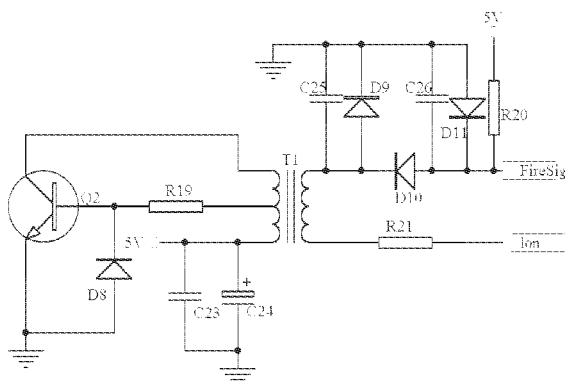 5V
C25
D9
C26
D11
R20
T1
FireSig
D10
Q2
R19
R21
5V
Ion
D8
C23
+
C24